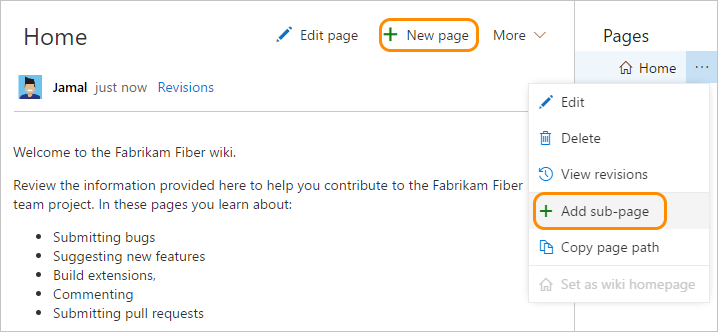 Home
Edit page
New page
More
Pages
Home
Jamal just now Revisions
Welcome to the Fabrikam Fiber wiki.
Review the information provided here to help you contribute to the Fabrikam Fiber
team project. In these pages you learn about:
Submitting bugs
Suggesting new features
Build extensions,
Commenting
Submitting pull requests
Edit
Delete
View revisions
Add sub-page
Copy page path
Set as wiki homepage